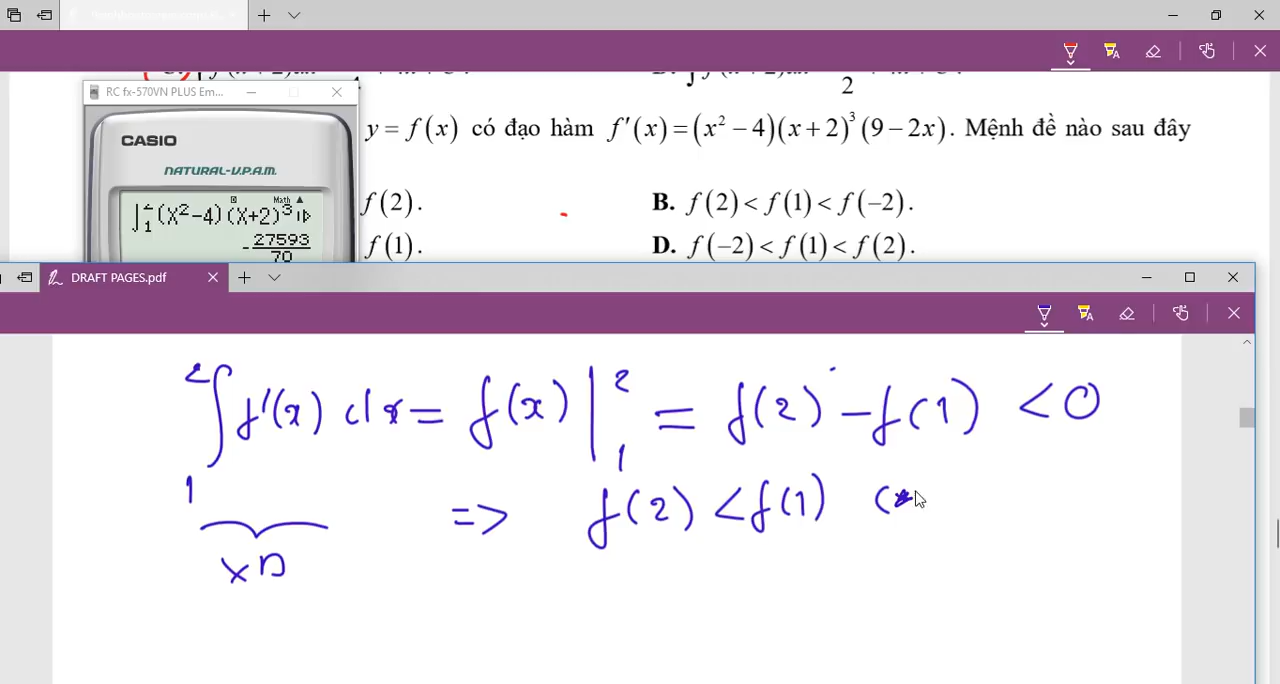 RC fx-570VN PLUS Em...
CASIO
NATURAL-V.P.A.M.
Math
∫₁² (X²-4)(X+2)³
-27593/70
2
y = f(x) có đạo hàm f'(x) = (x² − 4)(x + 2)³(9 − 2x). Mệnh đề nào sau đây
f(2).
B. f(2) < f(1) < f(−2).
f(1).
D. f(−2) < f(1) < f(2).
DRAFT PAGES.pdf
∫₁² f'(x) dx = f(x) |₁² = f(2) − f(1) < 0
=> f(2) < f(1) (*